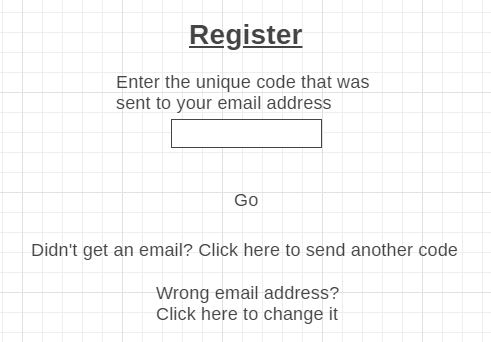 Register
Enter the unique code that was
sent to your email address
Go
Didn't get an email? Click here to send another code
Wrong email address?
Click here to change it